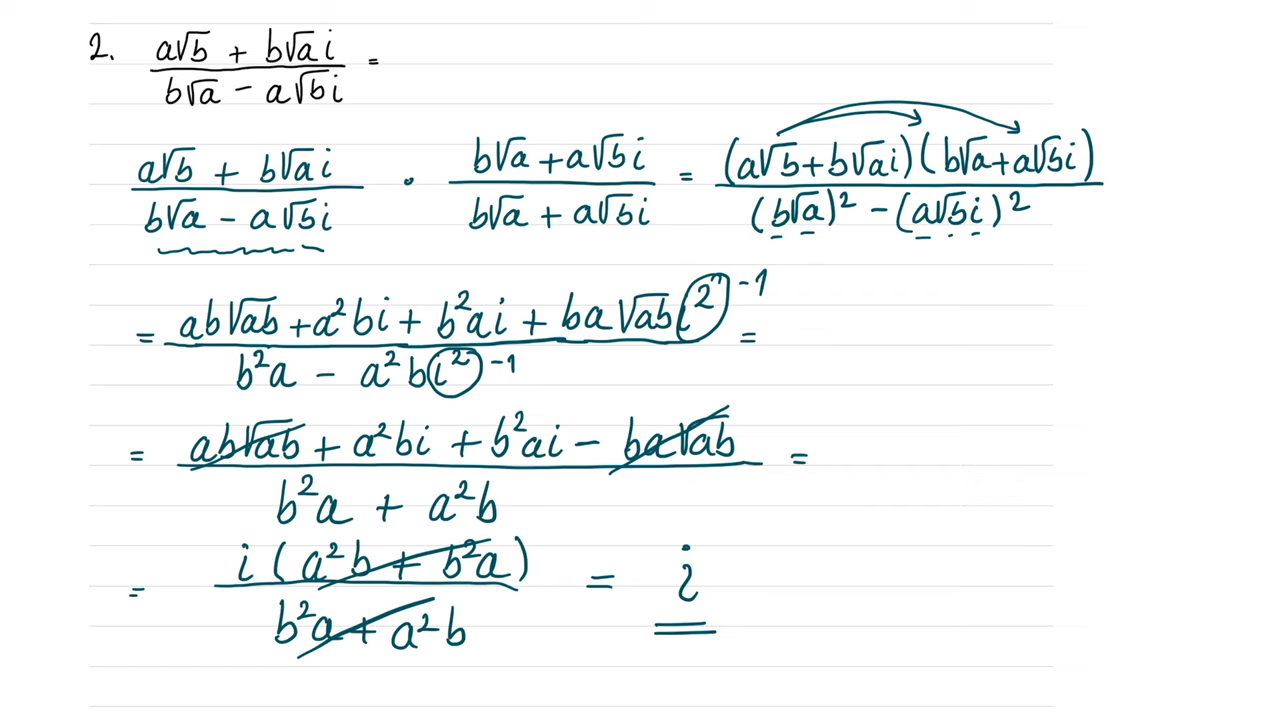 2. (a√b + b√a i)/(b√a − a√b i) =
(a√b + b√a i)/(b√a − a√b i) · (b√a + a√b i)/(b√a + a√b i) = ((a√b + b√a i)(b√a + a√b i))/((b√a)² − (a√b i)²)
= (ab√ab + a²bi + b²ai + ba√ab i² −1)/(b²a − a²b i² −1) =
= (ab√ab + a²bi + b²ai − ba√ab)/(b²a + a²b) =
= i(a²b + b²a)/(b²a + a²b) = i